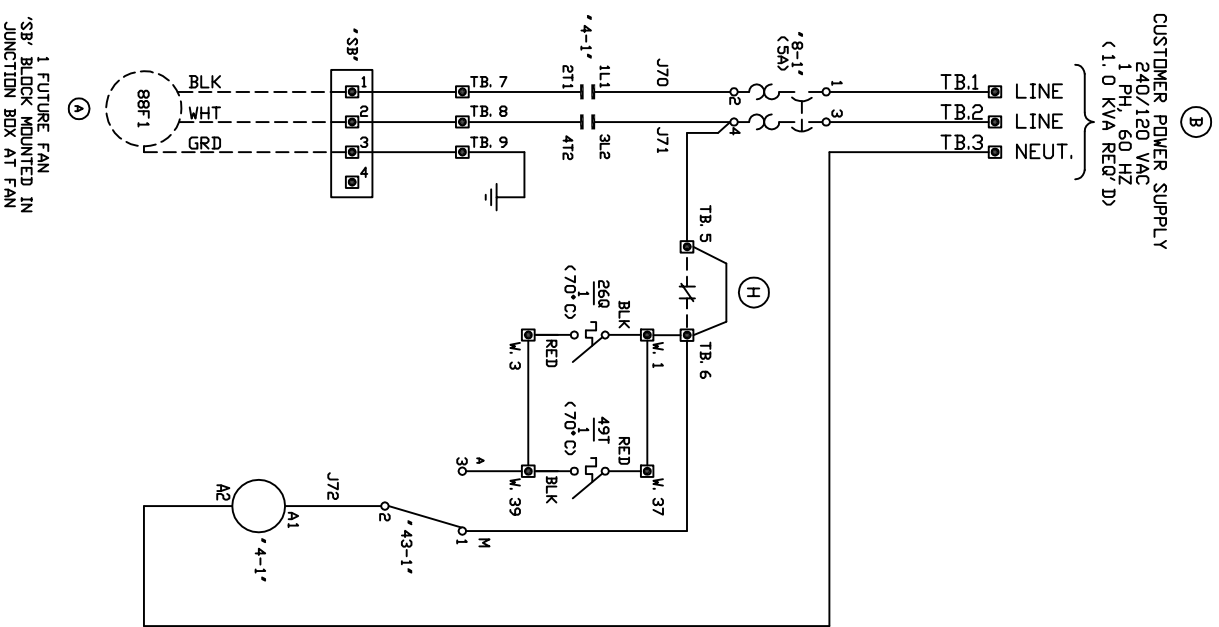 CUSTOMER POWER SUPPLY
240/120 VAC
1 PH, 60 HZ
(1.0 KVA REQ'D)
B
LINE
LINE
NEUT.
TB.1
TB.2
TB.3
"8-1"
(5A)
1
3
2
4
J70
J71
"4-1"
1L1
2T1
3L2
4T2
TB.7
TB.8
TB.9
"SB"
1
2
3
4
BLK
WHT
GRD
88F1
A
1 FUTURE FAN
'SB' BLOCK MOUNTED IN
JUNCTION BOX AT FAN
H
TB.5
TB.6
W.1
BLK
26Q
1
(70°C)
RED
W.3
W.37
RED
49T
1
(70°C)
BLK
W.39
A
3
M
1
"43-1"
2
J72
A1
A2
"4-1"